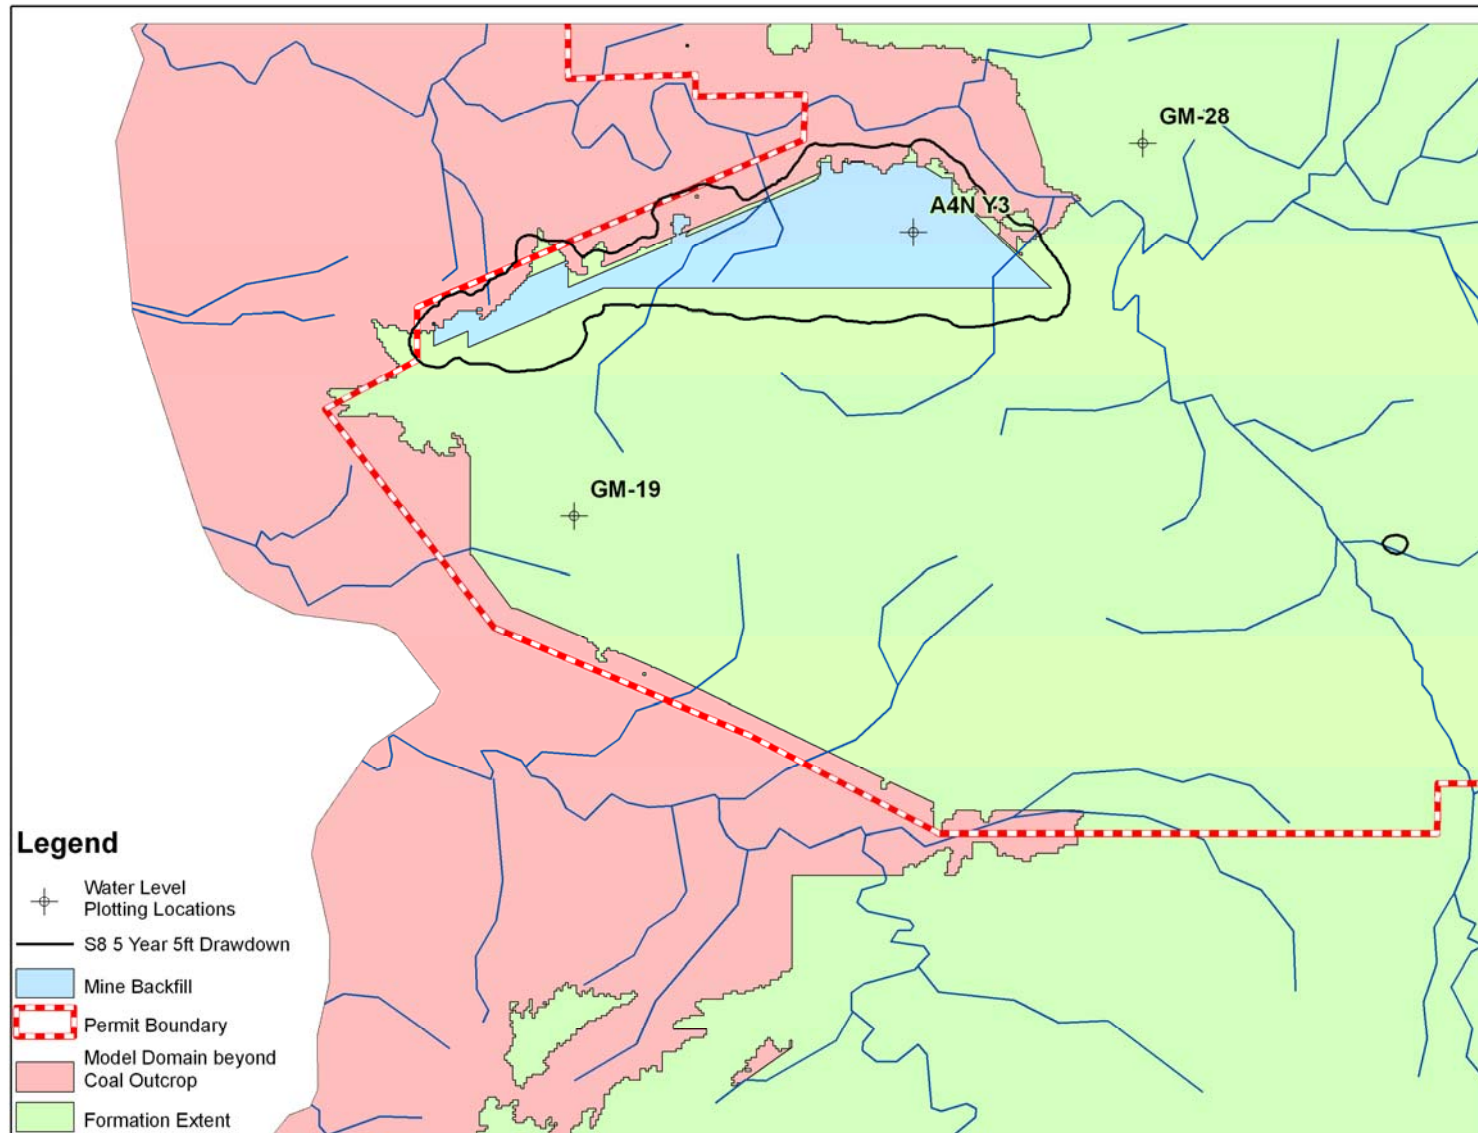 GM-28
A4N Y3
GM-19
Legend
Water Level
Plotting Locations
S8 5 Year 5ft Drawdown
Mine Backfill
Permit Boundary
Model Domain beyond
Coal Outcrop
Formation Extent